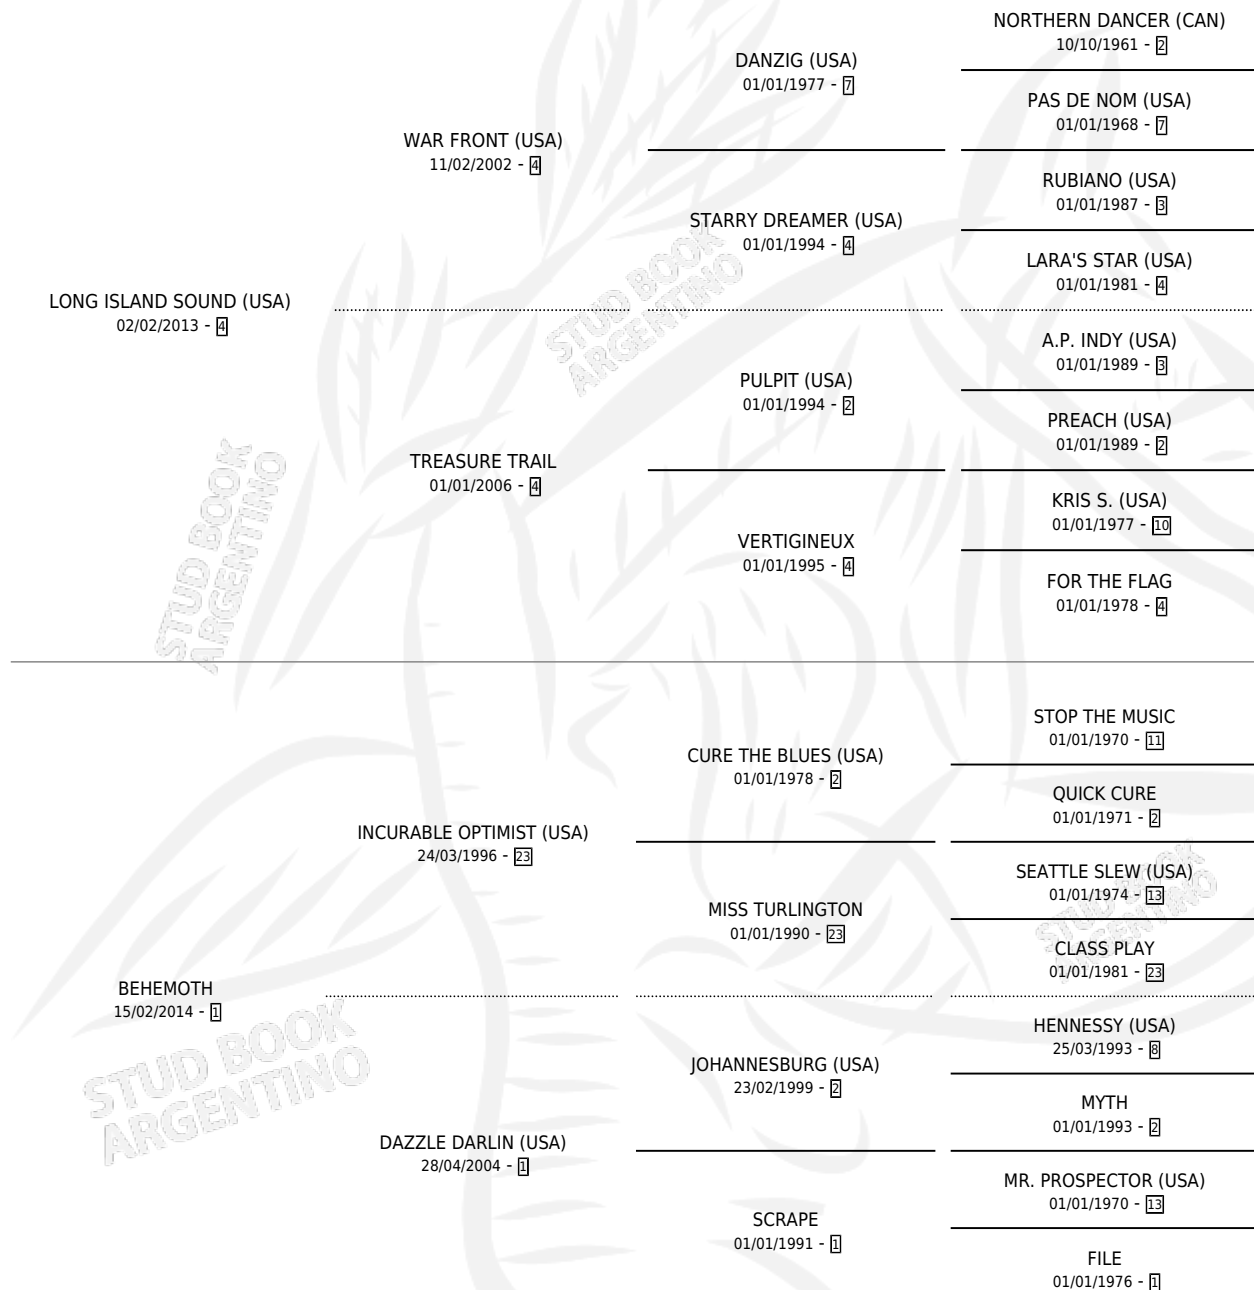 NORTHERN DANCER (CAN)
10/10/1961 - 2
DANZIG (USA)
01/01/1977 - 7
PAS DE NOM (USA)
01/01/1968 - 7
WAR FRONT (USA)
11/02/2002 - 4
RUBIANO (USA)
01/01/1987 - 3
STARRY DREAMER (USA)
01/01/1994 - 4
LARA'S STAR (USA)
01/01/1981 - 4
LONG ISLAND SOUND (USA)
02/02/2013 - 4
STUD BOOK
ARGENTINO
A.P. INDY (USA)
01/01/1989 - 3
PULPIT (USA)
01/01/1994 - 2
PREACH (USA)
01/01/1989 - 2
TREASURE TRAIL
01/01/2006 - 4
KRIS S. (USA)
01/01/1977 - 10
VERTIGINEUX
01/01/1995 - 4
FOR THE FLAG
01/01/1978 - 4
STUD BOOK
ARGENTINO
STOP THE MUSIC
01/01/1970 - 11
CURE THE BLUES (USA)
01/01/1978 - 2
QUICK CURE
01/01/1971 - 2
INCURABLE OPTIMIST (USA)
24/03/1996 - 23
SEATTLE SLEW (USA)
01/01/1974 - 13
MISS TURLINGTON
01/01/1990 - 23
CLASS PLAY
01/01/1981 - 23
STUD BOOK
ARGENTINO
BEHEMOTH
15/02/2014 - 1
HENNESSY (USA)
25/03/1993 - 8
JOHANNESBURG (USA)
23/02/1999 - 2
MYTH
01/01/1993 - 2
STUD BOOK
ARGENTINO
DAZZLE DARLIN (USA)
28/04/2004 - 1
MR. PROSPECTOR (USA)
01/01/1970 - 13
SCRAPE
01/01/1991 - 1
FILE
01/01/1976 - 1